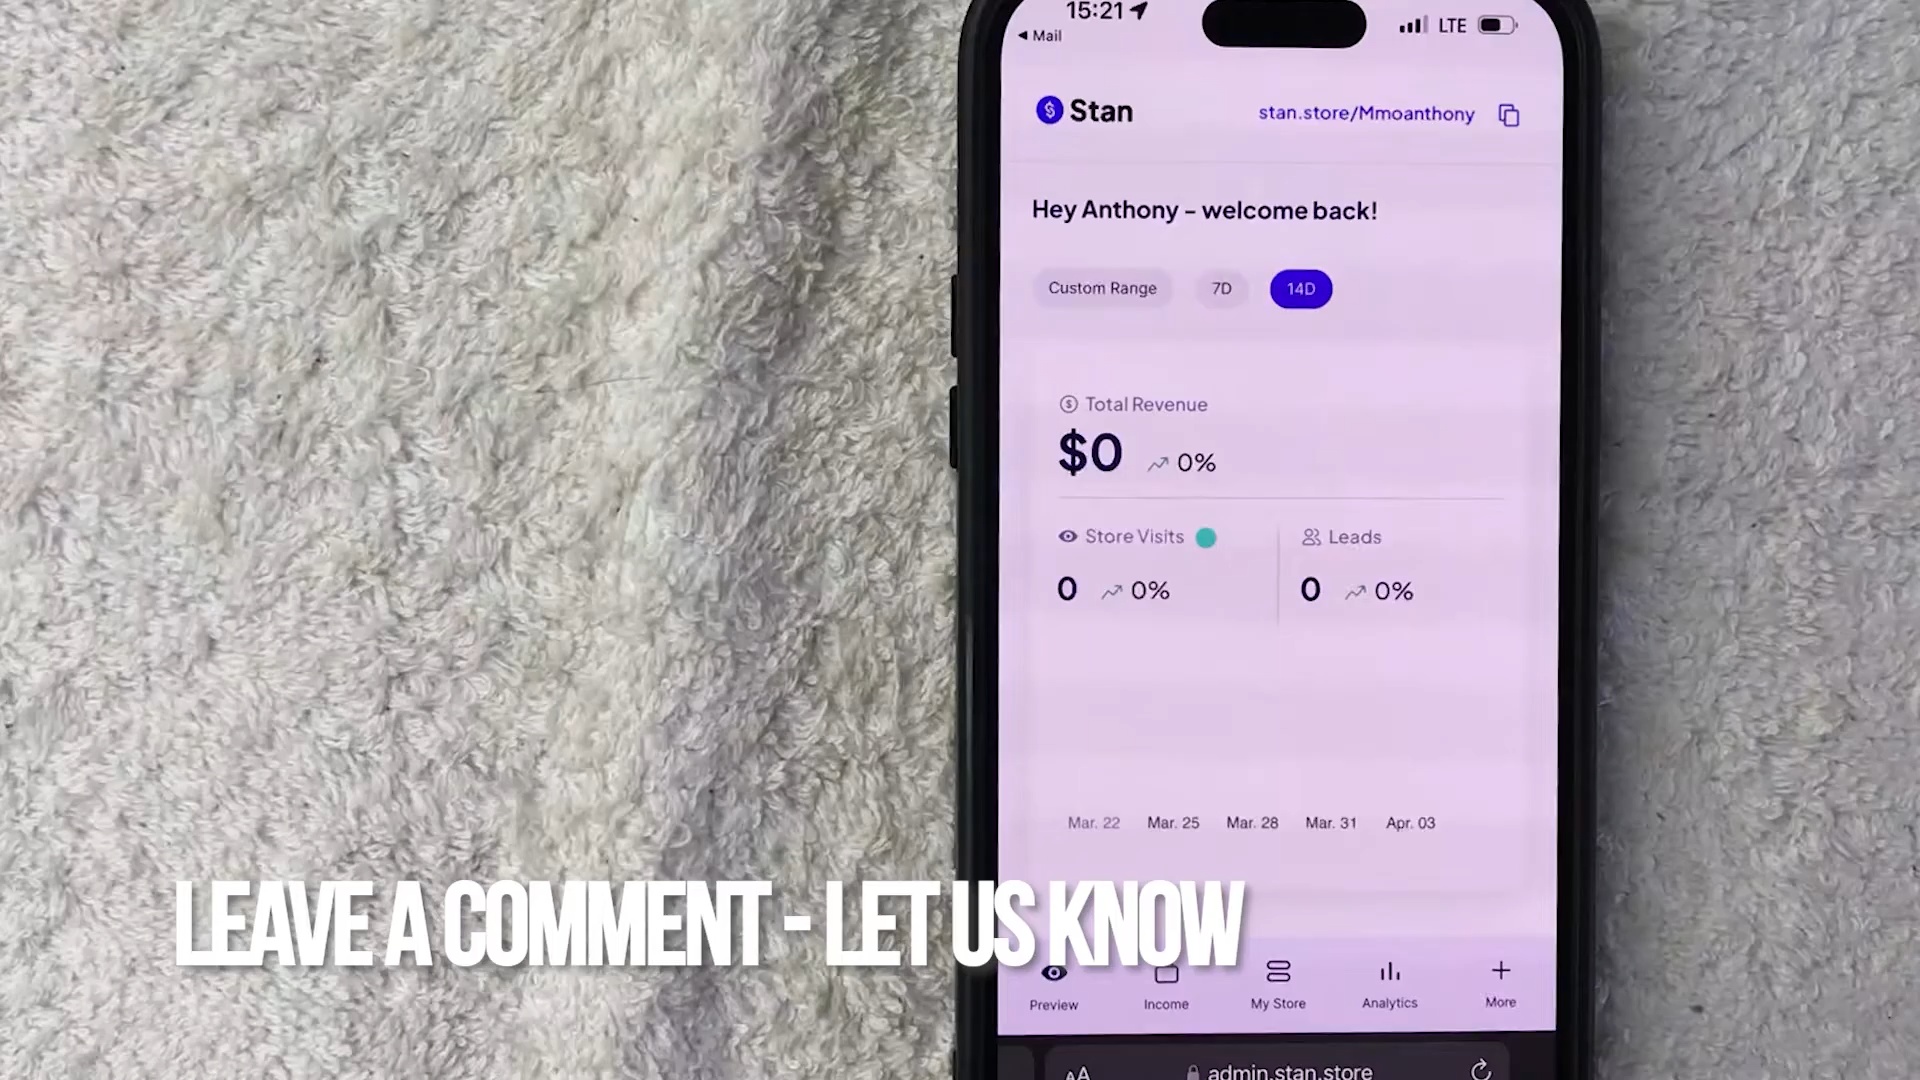 15:21
◀ Mail
LTE
Stan
stan.store/Mmoanthony
Hey Anthony – welcome back!
Custom Range
7D
14D
Total Revenue
$0
0%
Store Visits
0
0%
Leads
0
0%
Mar. 22
Mar. 25
Mar. 28
Mar. 31
Apr. 03
LEAVE A COMMENT - LET US KNOW
Preview
Income
My Store
Analytics
More
AA
admin.stan.store